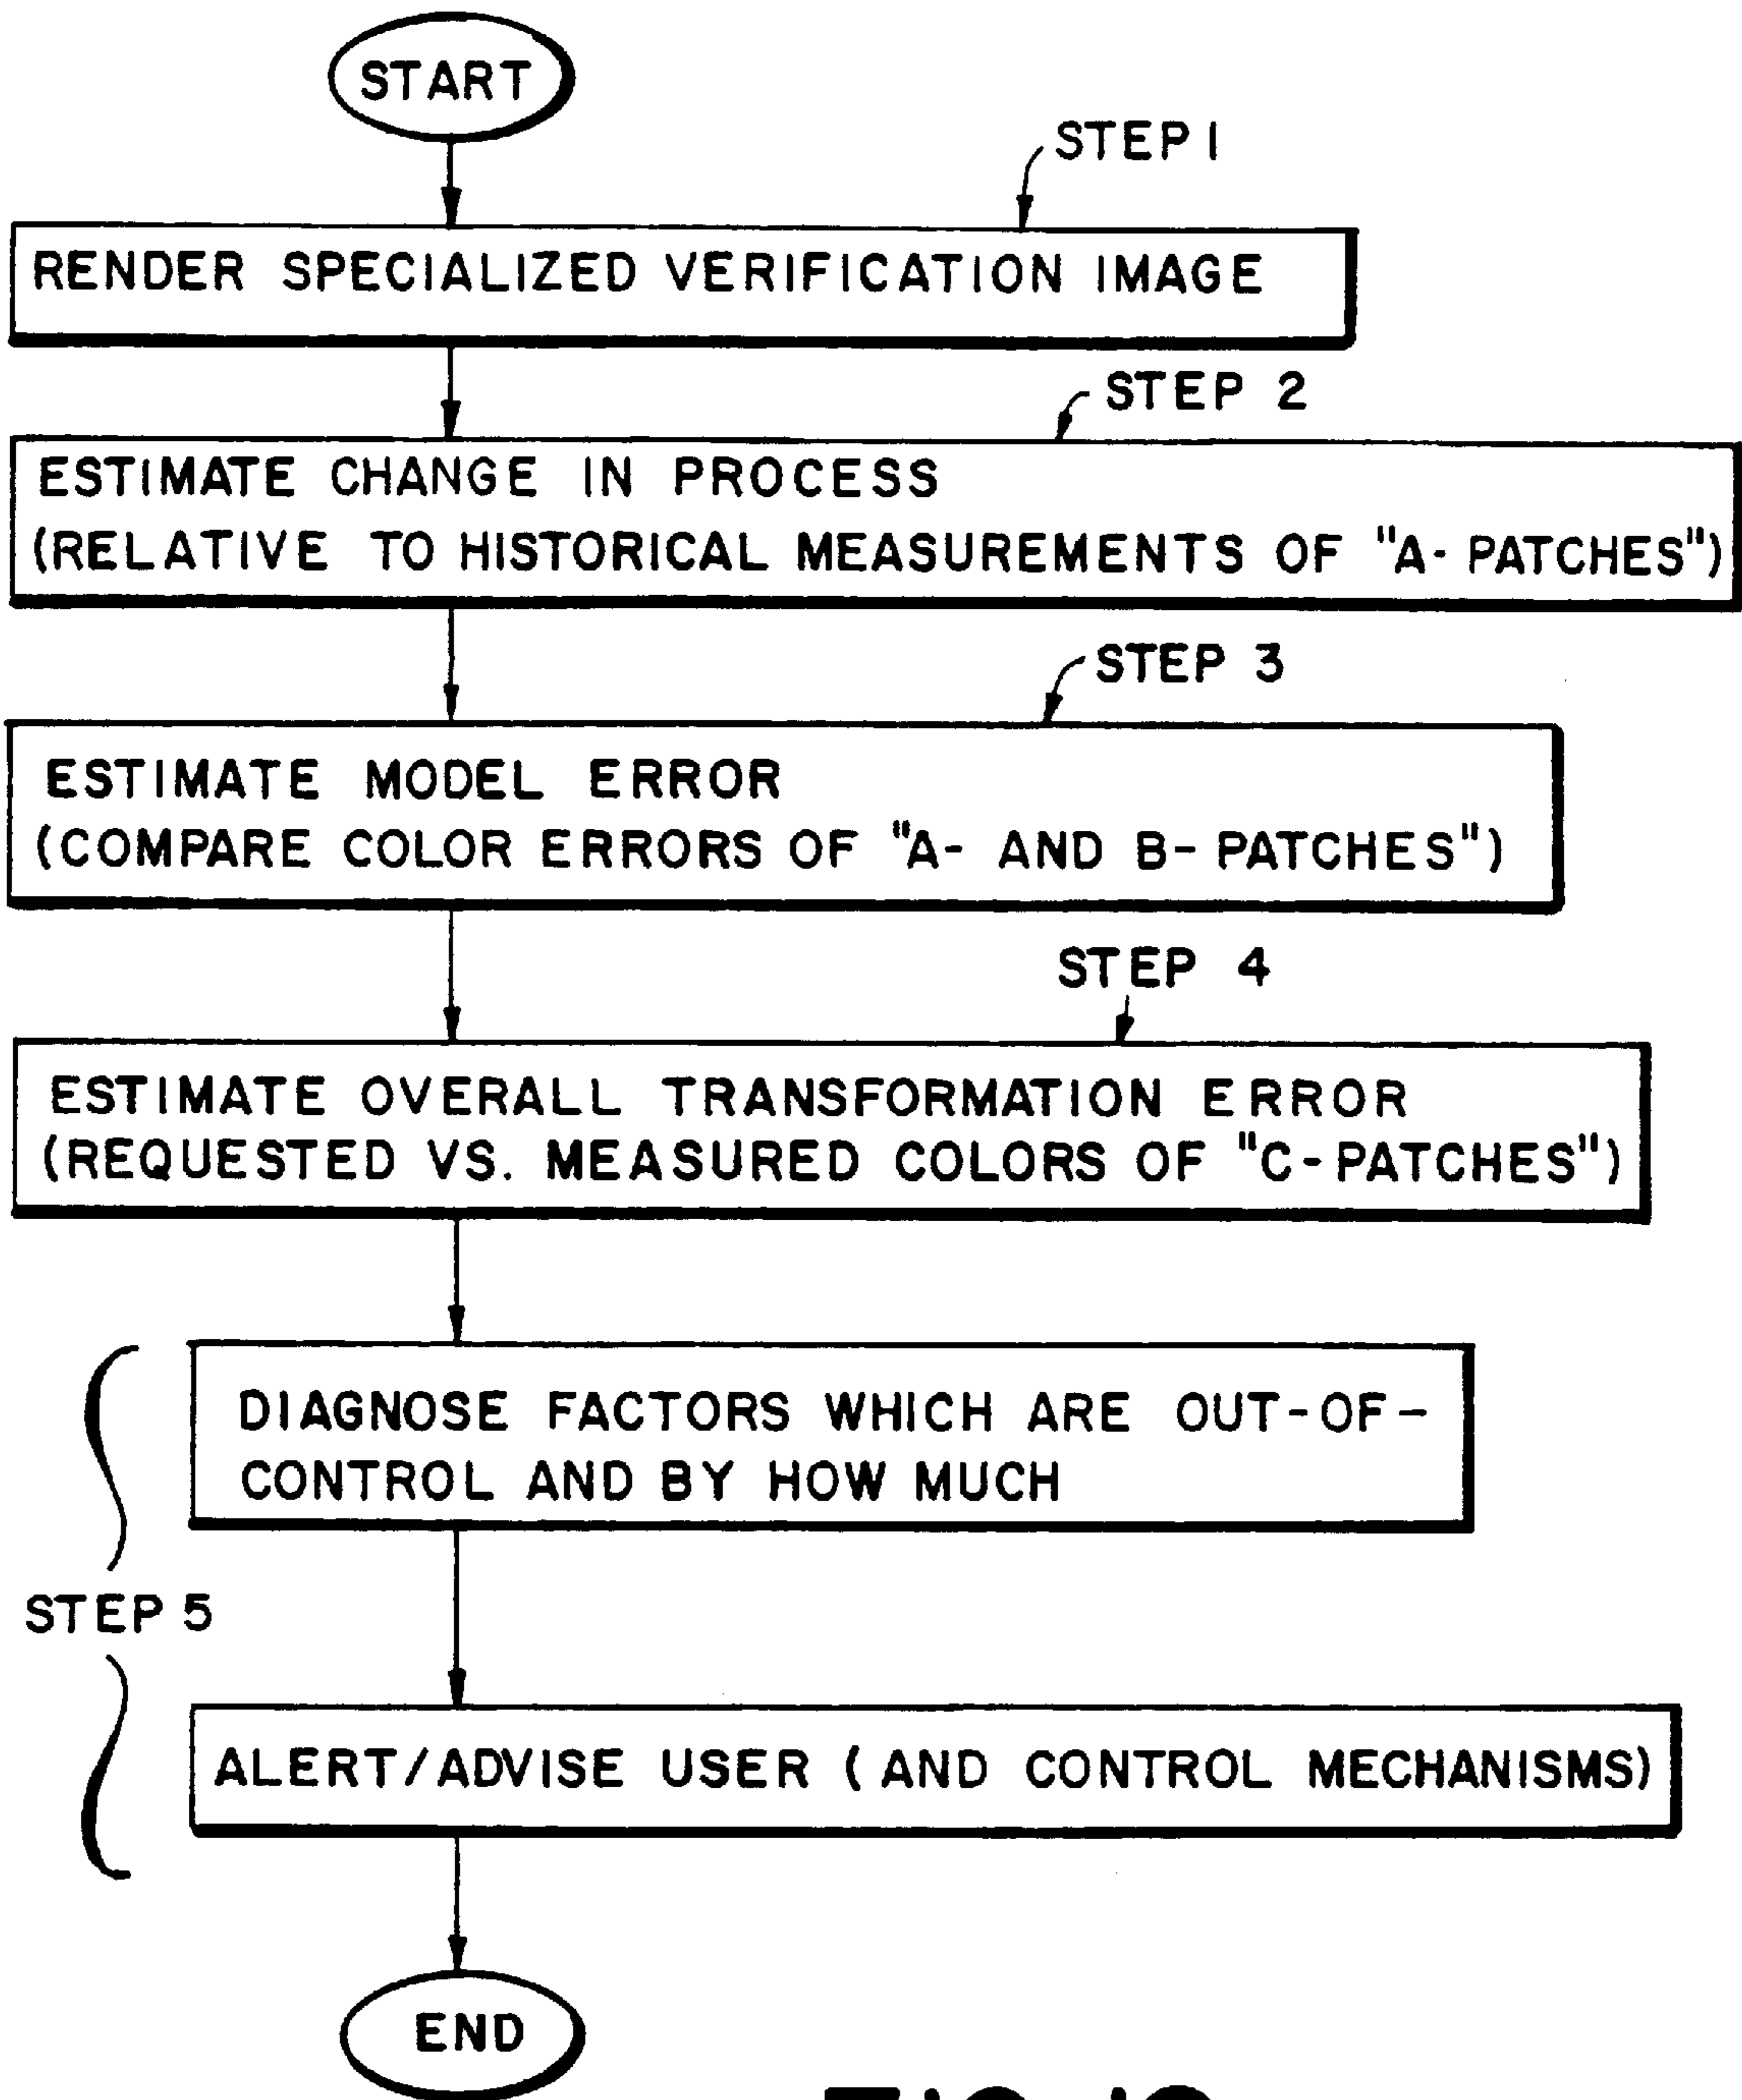 START
STEP 1
RENDER SPECIALIZED VERIFICATION IMAGE
STEP 2
ESTIMATE CHANGE IN PROCESS
(RELATIVE TO HISTORICAL MEASUREMENTS OF "A- PATCHES")
STEP 3
ESTIMATE MODEL ERROR
(COMPARE COLOR ERRORS OF "A- AND B- PATCHES")
STEP 4
ESTIMATE OVERALL TRANSFORMATION ERROR
(REQUESTED VS. MEASURED COLORS OF "C-PATCHES")
DIAGNOSE FACTORS WHICH ARE OUT-OF-
CONTROL AND BY HOW MUCH
STEP 5
ALERT/ADVISE USER (AND CONTROL MECHANISMS)
END